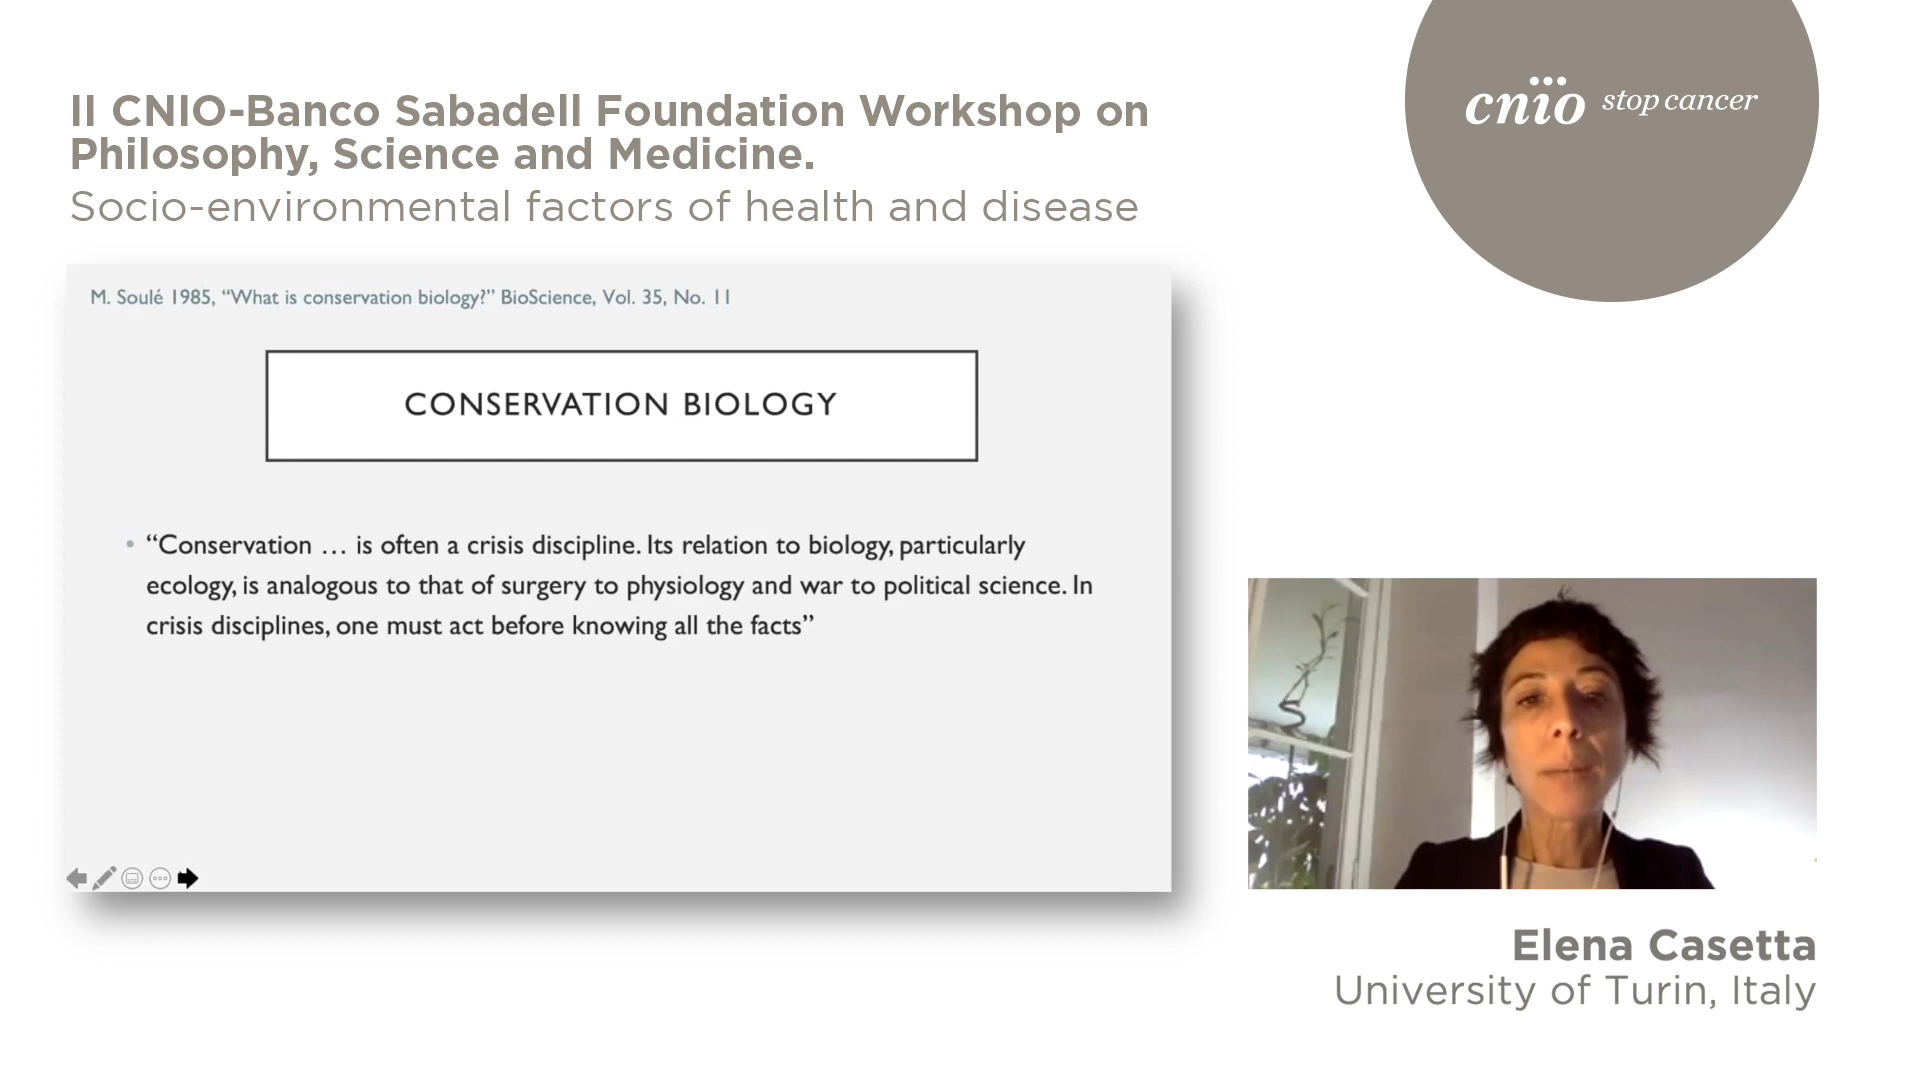 II CNIO-Banco Sabadell Foundation Workshop on
Philosophy, Science and Medicine.
Socio-environmental factors of health and disease
cnio stop cancer
M. Soulé 1985, “What is conservation biology?” BioScience, Vol. 35, No. 11
CONSERVATION BIOLOGY
• “Conservation … is often a crisis discipline. Its relation to biology, particularly
ecology, is analogous to that of surgery to physiology and war to political science. In
crisis disciplines, one must act before knowing all the facts”
Elena Casetta
University of Turin, Italy